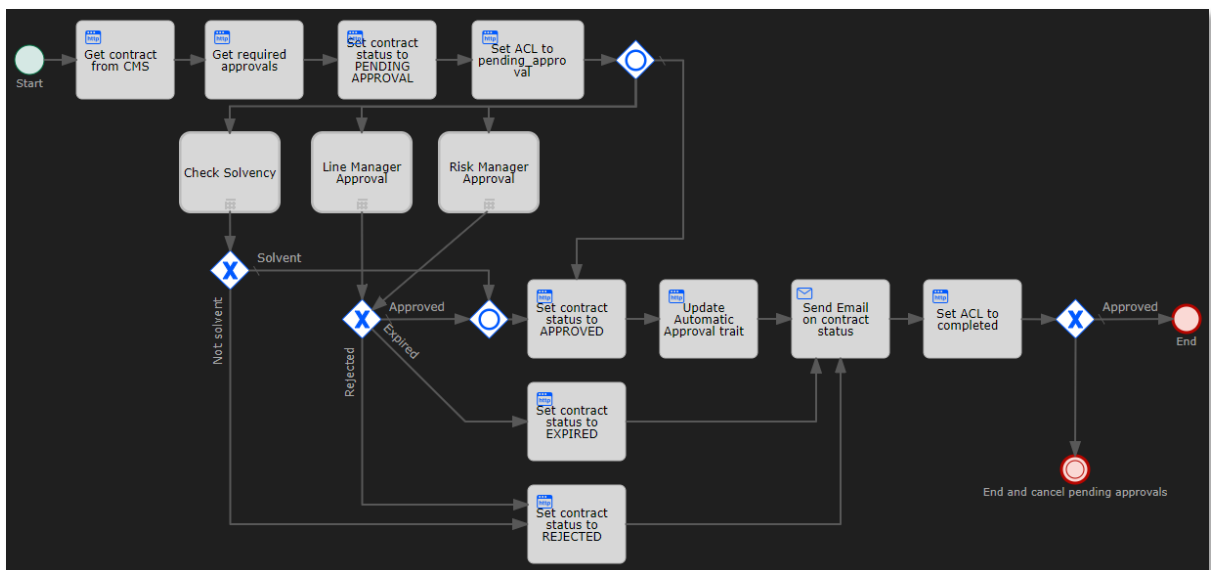 Start
http
Get contract
from CMS
http
Get required
approvals
http
Set contract
status to
PENDING
APPROVAL
http
Set ACL to
pending_appro
val
Check Solvency
Line Manager
Approval
Risk Manager
Approval
Solvent
Not solvent
Approved
Expired
Rejected
http
Set contract
status to
APPROVED
http
Update
Automatic
Approval trait
Send Email
on contract
status
http
Set ACL to
completed
Approved
End
http
Set contract
status to
EXPIRED
End and cancel pending approvals
http
Set contract
status to
REJECTED